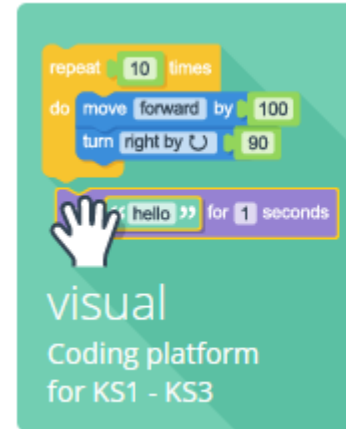 repeat 10 times
do move forward by 100
turn right by 90
“ hello ” for 1 seconds
visual
Coding platform
for KS1 - KS3